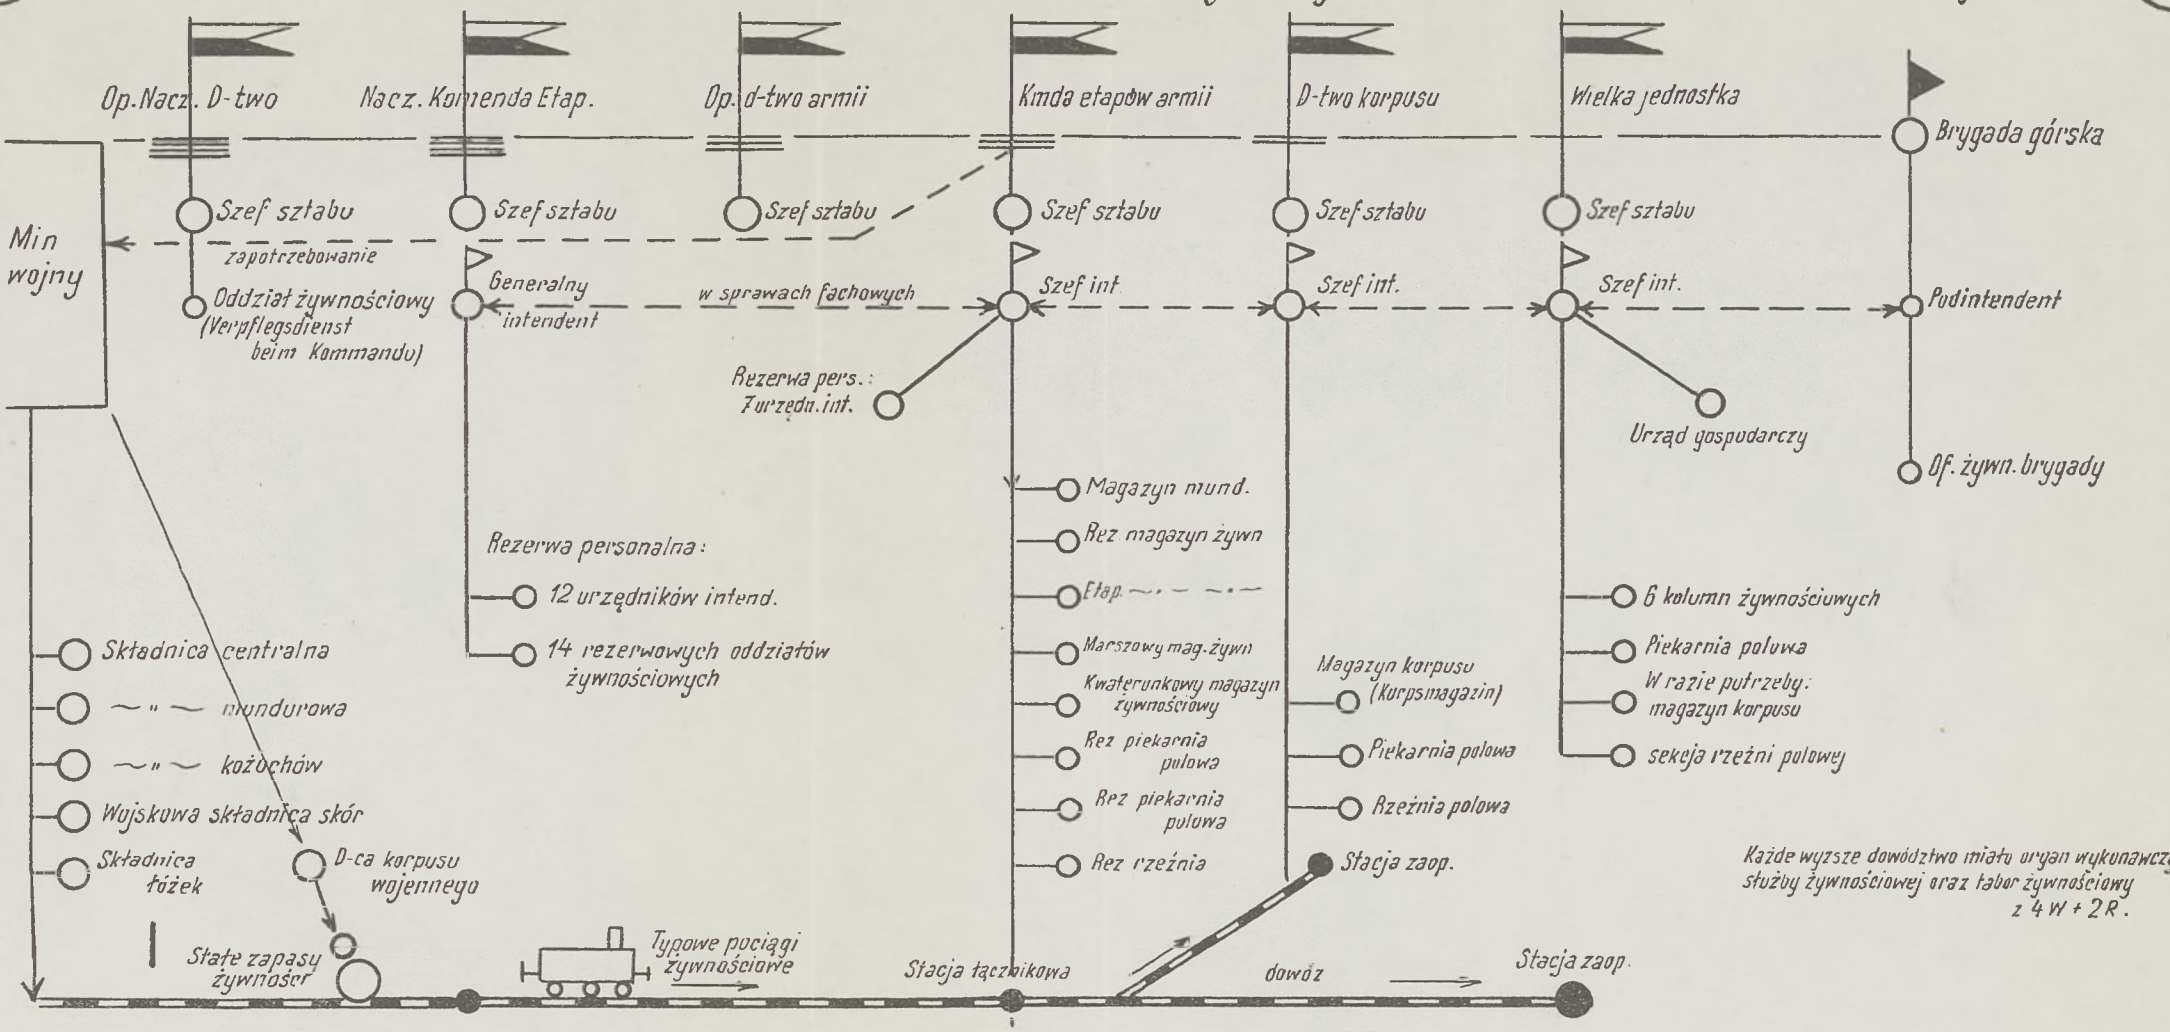 Op. Nacz. D-two
Nacz. Komenda Etap.
Op. d-two armii
Kmda etapów armii
D-two korpusu
Wielka jednostka
Brygada górska
Min
wojny
Szef sztabu
Szef sztabu
Szef sztabu
Szef sztabu
Szef sztabu
Szef sztabu
zapotrzebowanie
Oddział żywnościowy
(Verpflegsdienst
beim Kommando)
Generalny
intendent
w sprawach fachowych
Szef int.
Szef int.
Szef int.
Podintendent
Rezerwa pers.:
7 urzędn. int.
Urząd gospodarczy
Of. żywn. brygady
Rezerwa personalna:
12 urzędników intend.
14 rezerwowych oddziałów
żywnościowych
Magazyn mund.
Rez magazyn żywn
Etap. —·— —·—
Marszowy mag. żywn
Kwaterunkowy magazyn
żywnościowy
Rez piekarnia
polowa
Rez piekarnia
polowa
Rez rzeźnia
Magazyn korpusu
(Korpsmagazin)
Piekarnia polowa
Rzeźnia polowa
6 kolumn żywnościowych
Piekarnia polowa
W razie potrzeby:
magazyn korpusu
sekcja rzeźni polowej
Składnica centralna
—"— mundurowa
—"— kożuchów
Wojskowa składnica skór
Składnica
łóżek
D-ca korpusu
wojennego
Stałe zapasy
żywności
Typowe pociągi
żywnościowe
Stacja łącznikowa
dowóz
Stacja zaop.
Stacja zaop.
Każde wyższe dowództwo miało organ wykonawcz
służby żywnościowej oraz tabor żywnościowy
z 4 W + 2 R.